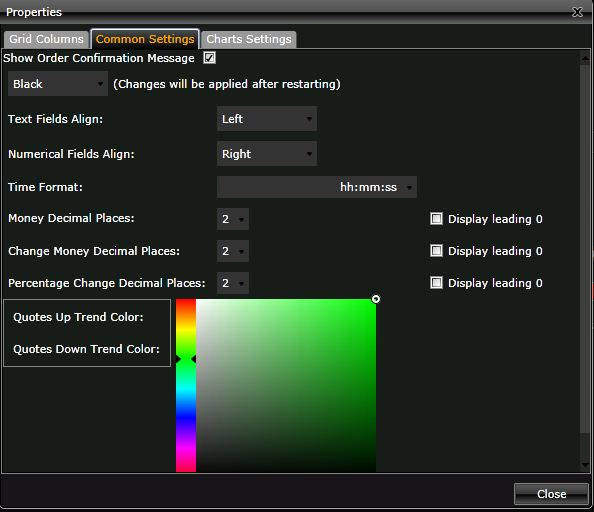 Properties
Grid Columns Common Settings Charts Settings
Show Order Confirmation Message
Black (Changes will be applied after restarting)
Text Fields Align: Left
Numerical Fields Align: Right
Time Format: hh:mm:ss
Money Decimal Places: 2 Display leading 0
Change Money Decimal Places: 2 Display leading 0
Percentage Change Decimal Places: 2 Display leading 0
Quotes Up Trend Color:
Quotes Down Trend Color:
Close